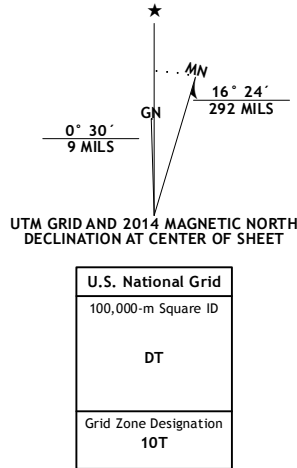 ★
MN
GN
16° 24´
292 MILS
0° 30´
9 MILS
UTM GRID AND 2014 MAGNETIC NORTH
DECLINATION AT CENTER OF SHEET
U.S. National Grid
100,000-m Square ID
DT
Grid Zone Designation
10T